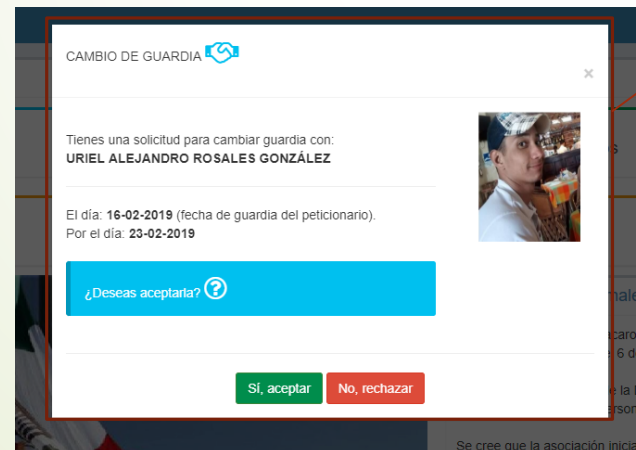 CAMBIO DE GUARDIA
×
Tienes una solicitud para cambiar guardia con:
URIEL ALEJANDRO ROSALES GONZÁLEZ
El día: 16-02-2019 (fecha de guardia del peticionario).
Por el día: 23-02-2019
¿Deseas aceptarla? ?
Sí, aceptar
No, rechazar
Se cree que la asociación inicia